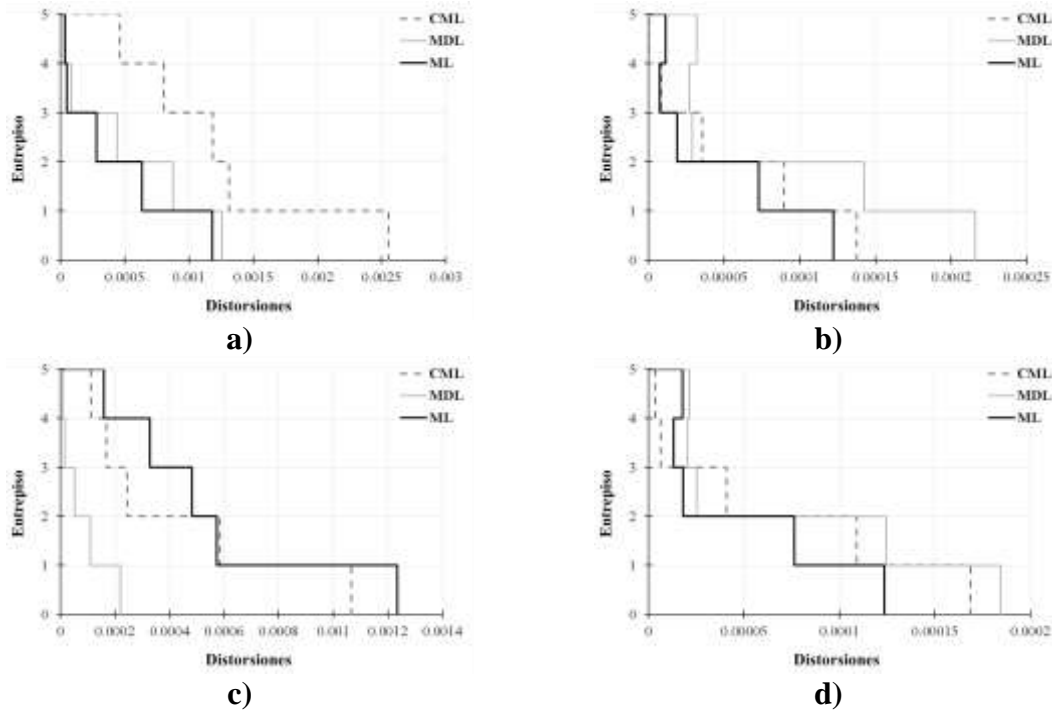 5
4
3
2
1
0
Entrepiso
CML
MDL
ML
0 0.0005 0.001 0.0015 0.002 0.0025 0.003
Distorsiones
a)
5
4
3
2
1
0
Entrepiso
CML
MDL
ML
0 0.00005 0.0001 0.00015 0.0002 0.00025
Distorsiones
b)
5
4
3
2
1
0
Entrepiso
CML
MDL
ML
0 0.0002 0.0004 0.0006 0.0008 0.001 0.0012 0.0014
Distorsiones
c)
5
4
3
2
1
0
Entrepiso
CML
MDL
ML
0 0.00005 0.0001 0.00015 0.0002
Distorsiones
d)